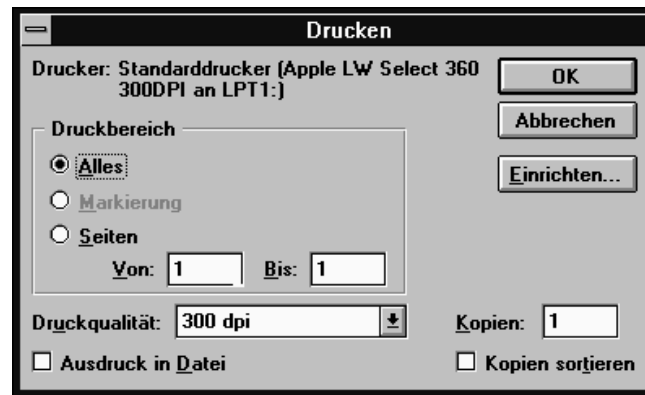 Drucken
Drucker: Standarddrucker (Apple LW Select 360
300DPI an LPT1:)
OK
Abbrechen
Einrichten...
Druckbereich
Alles
Markierung
Seiten
Von: 1 Bis: 1
Druckqualität: 300 dpi
Kopien: 1
Ausdruck in Datei
Kopien sortieren